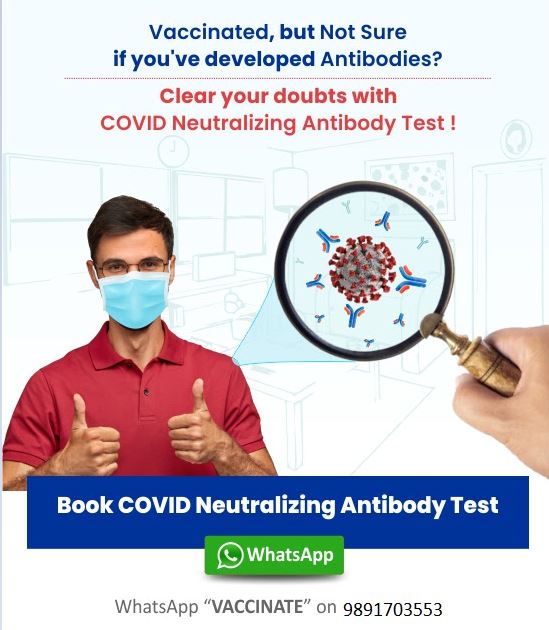 Vaccinated, but Not Sure
if you've developed Antibodies?
Clear your doubts with
COVID Neutralizing Antibody Test !
Book COVID Neutralizing Antibody Test
WhatsApp
WhatsApp “VACCINATE” on 9891703553